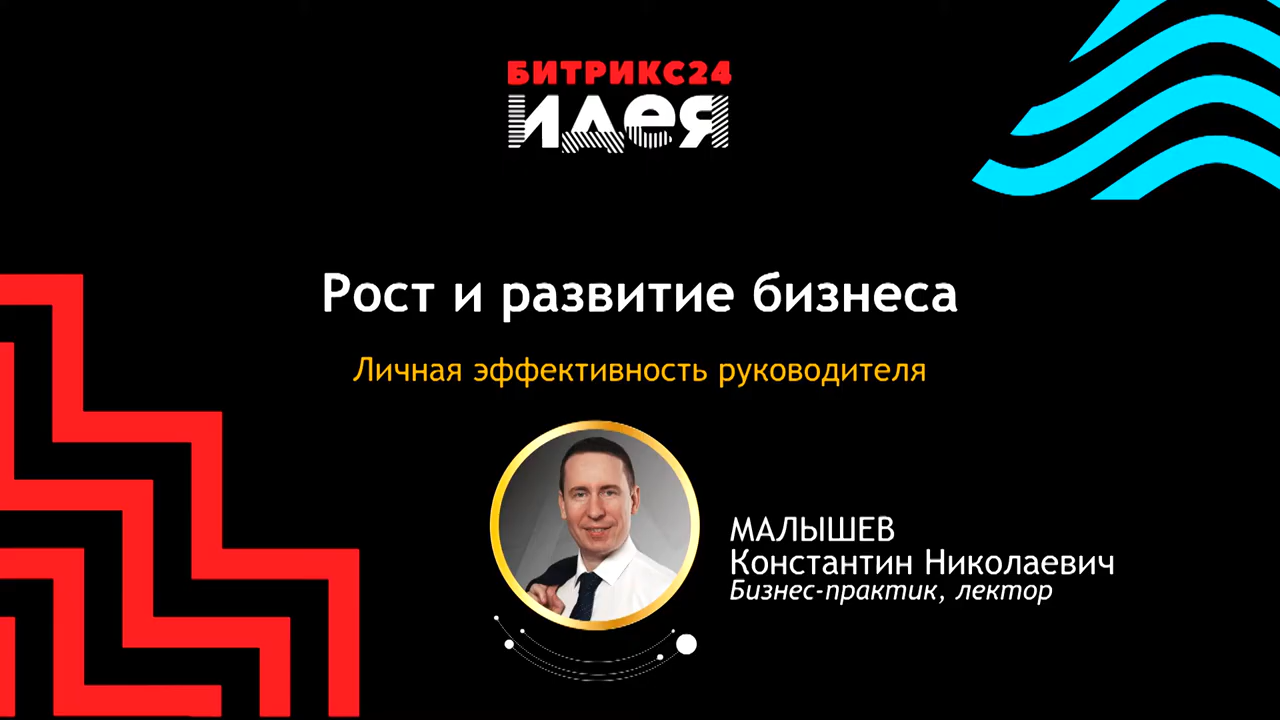 БИТРИКС24
идея
Рост и развитие бизнеса
Личная эффективность руководителя
МАЛЫШЕВ
Константин Николаевич
Бизнес-практик, лектор